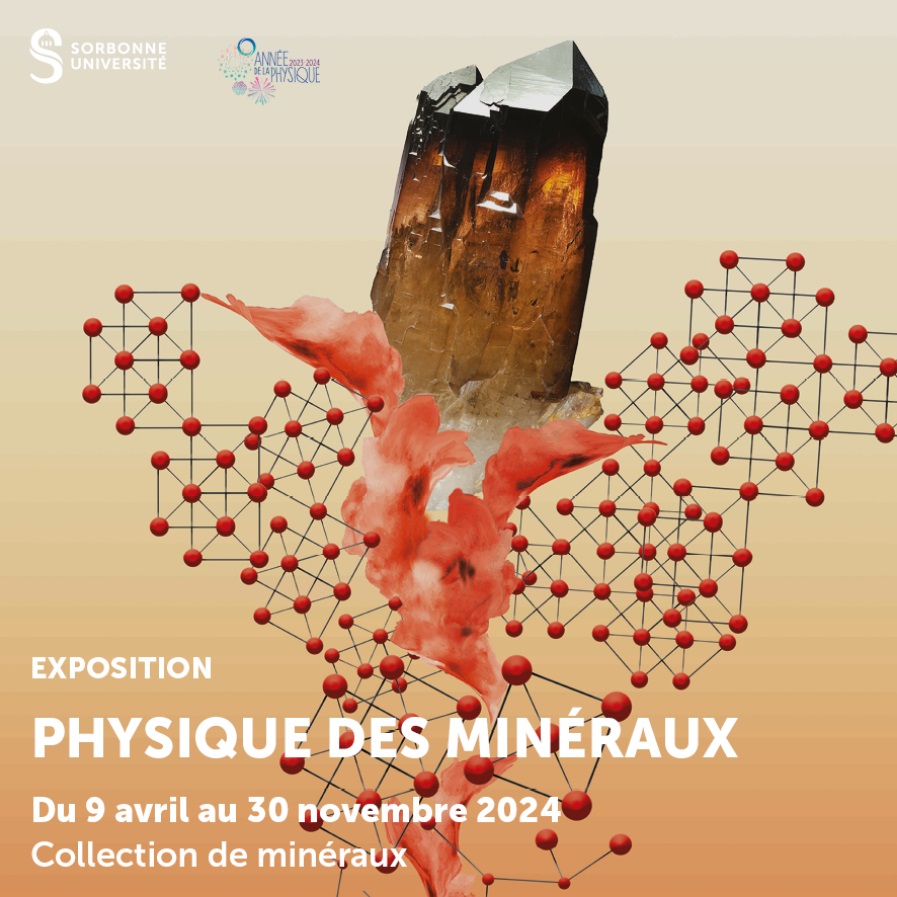 SORBONNE
UNIVERSITÉ
ANNÉE
DE LA PHYSIQUE
2023-2024
EXPOSITION
PHYSIQUE DES MINÉRAUX
Du 9 avril au 30 novembre 2024
Collection de minéraux